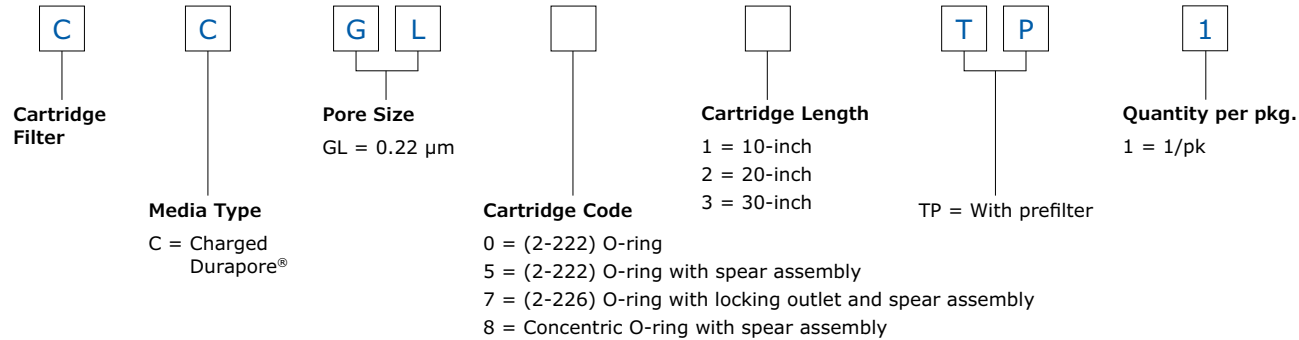 C C G L T P 1
Cartridge
Filter
Media Type
C = Charged
Durapore®
Pore Size
GL = 0.22 µm
Cartridge Code
0 = (2-222) O-ring
5 = (2-222) O-ring with spear assembly
7 = (2-226) O-ring with locking outlet and spear assembly
8 = Concentric O-ring with spear assembly
Cartridge Length
1 = 10-inch
2 = 20-inch
3 = 30-inch
TP = With prefilter
Quantity per pkg.
1 = 1/pk